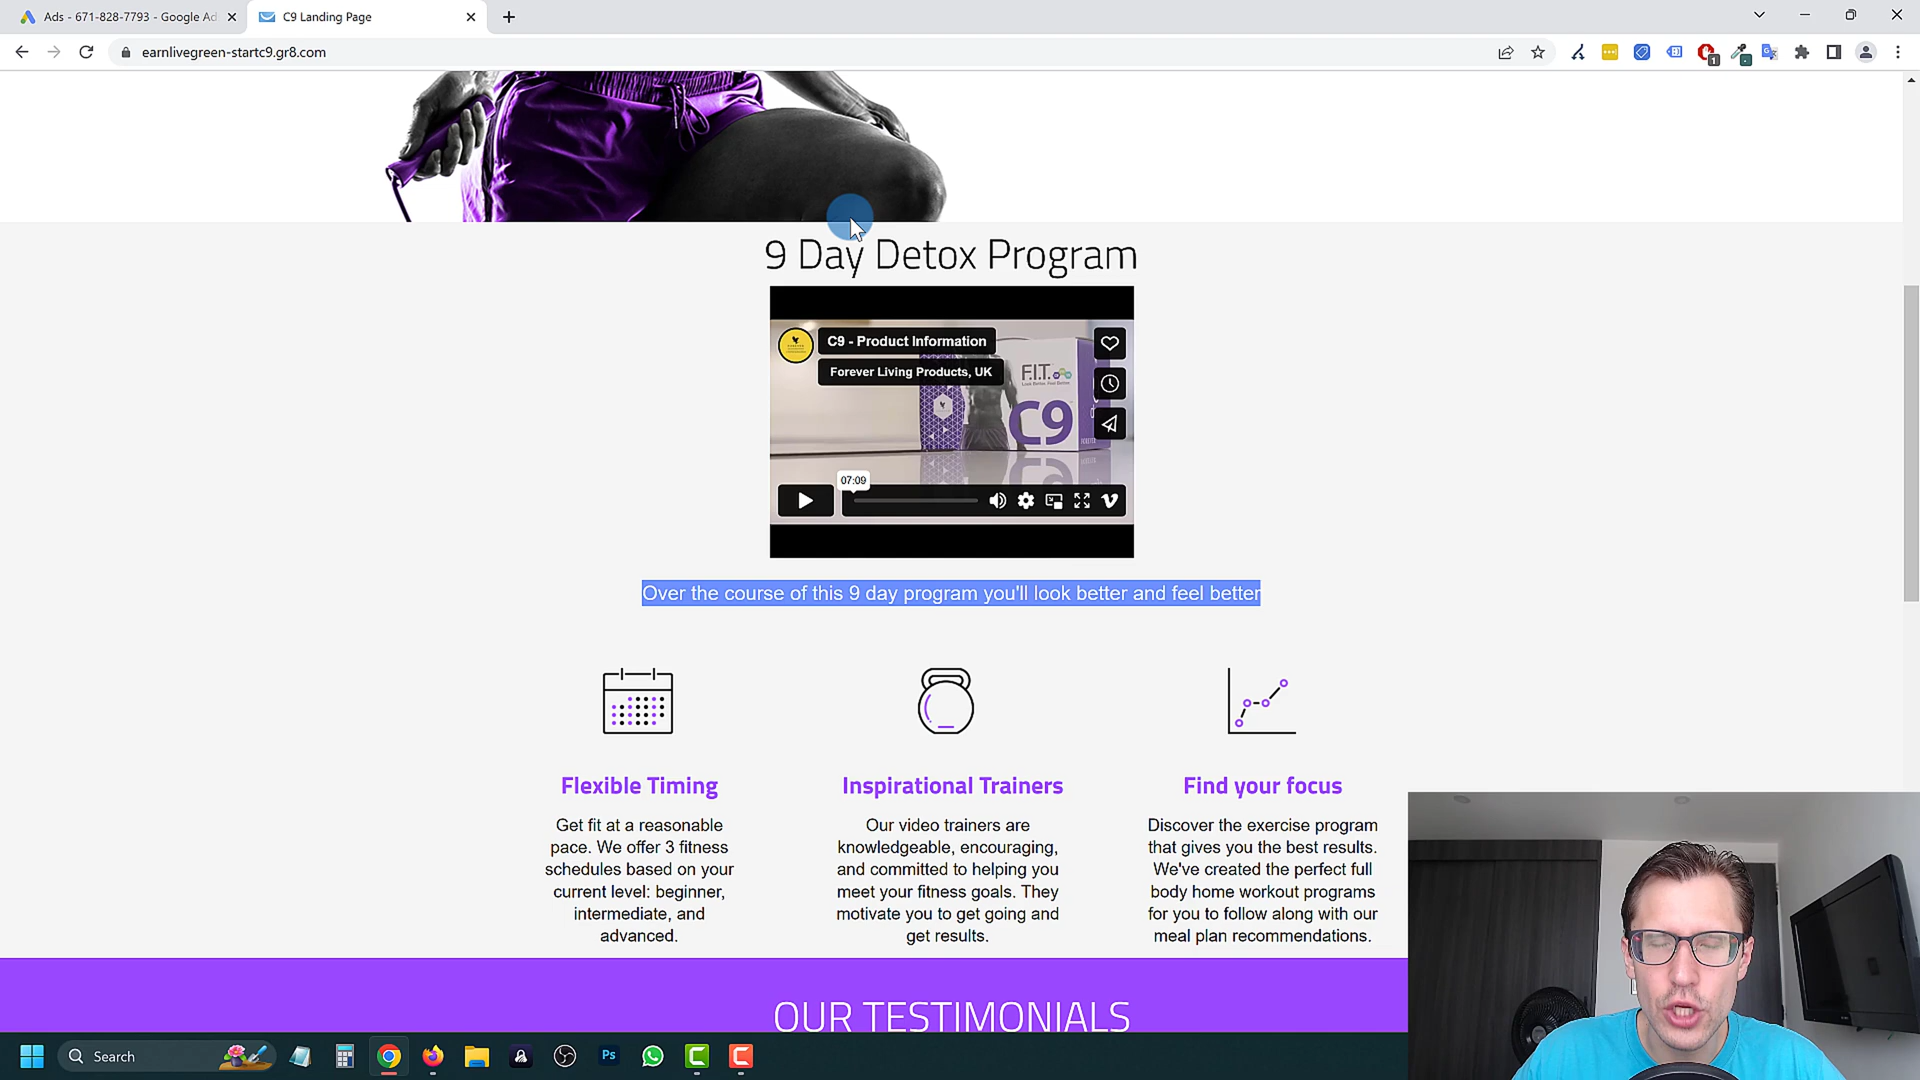 Ads - 671-828-7793 - Google Ad
C9 Landing Page
earnlivegreen-startc9.gr8.com
1
9 Day Detox Program
C9 - Product Information
Forever Living Products, UK
F.I.T.
C9
07:09
Over the course of this 9 day program you'll look better and feel better
Flexible Timing
Get fit at a reasonable
pace. We offer 3 fitness
schedules based on your
current level: beginner,
intermediate, and
advanced.
Inspirational Trainers
Our video trainers are
knowledgeable, encouraging,
and committed to helping you
meet your fitness goals. They
motivate you to get going and
get results.
Find your focus
Discover the exercise program
that gives you the best results.
We've created the perfect full
body home workout programs
for you to follow along with our
meal plan recommendations.
OUR TESTIMONIALS
Search
Ps